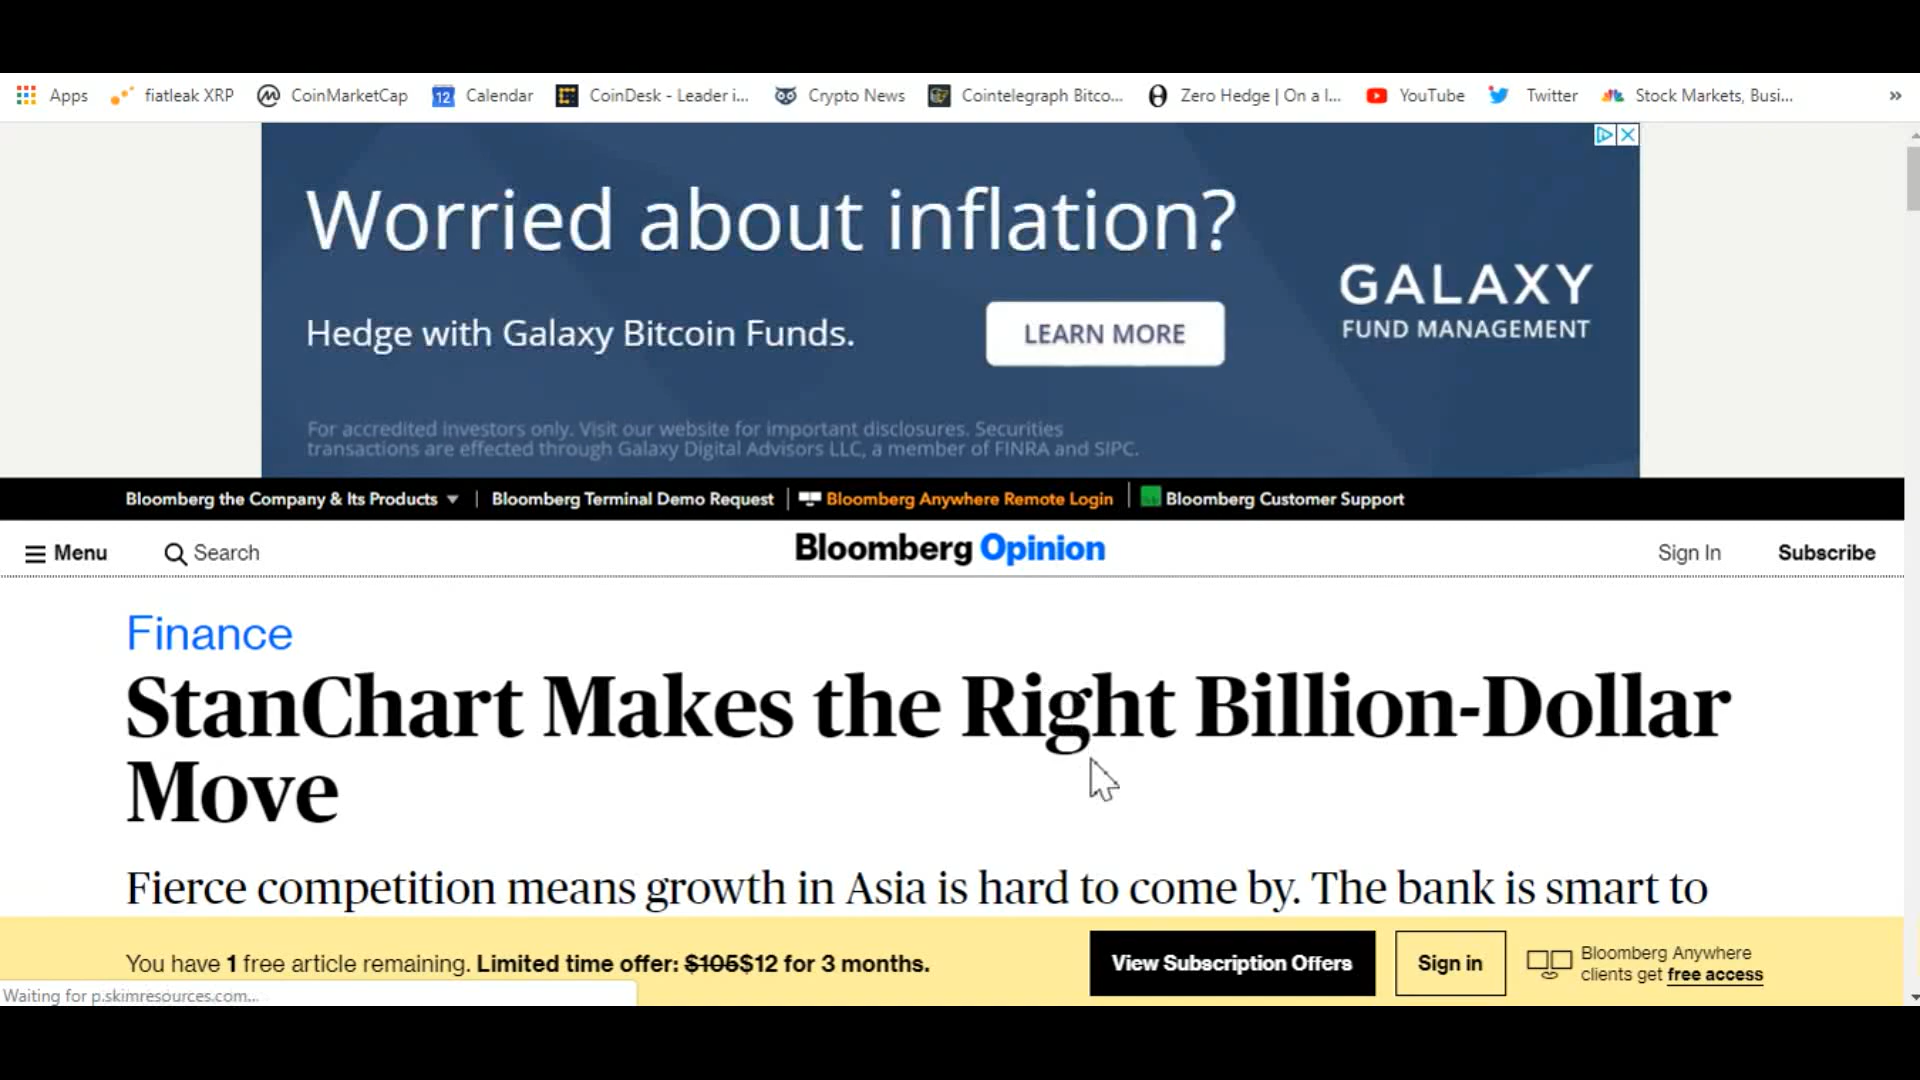 Apps fiatleak XRP CoinMarketCap 12 Calendar CoinDesk - Leader i... Crypto News Cointelegraph Bitco... Zero Hedge | On a l... YouTube Twitter Stock Markets, Busi... »
Worried about inflation?
Hedge with Galaxy Bitcoin Funds.
LEARN MORE
GALAXY
FUND MANAGEMENT
For accredited investors only. Visit our website for important disclosures. Securities
transactions are effected through Galaxy Digital Advisors LLC, a member of FINRA and SIPC.
Bloomberg the Company & Its Products | Bloomberg Terminal Demo Request | Bloomberg Anywhere Remote Login | Bloomberg Customer Support
Menu Search Bloomberg Opinion Sign In Subscribe
Finance
StanChart Makes the Right Billion-Dollar
Move
Fierce competition means growth in Asia is hard to come by. The bank is smart to
You have 1 free article remaining. Limited time offer: $105$12 for 3 months.
View Subscription Offers
Sign in
Bloomberg Anywhere
clients get free access
Waiting for p.skimresources.com...